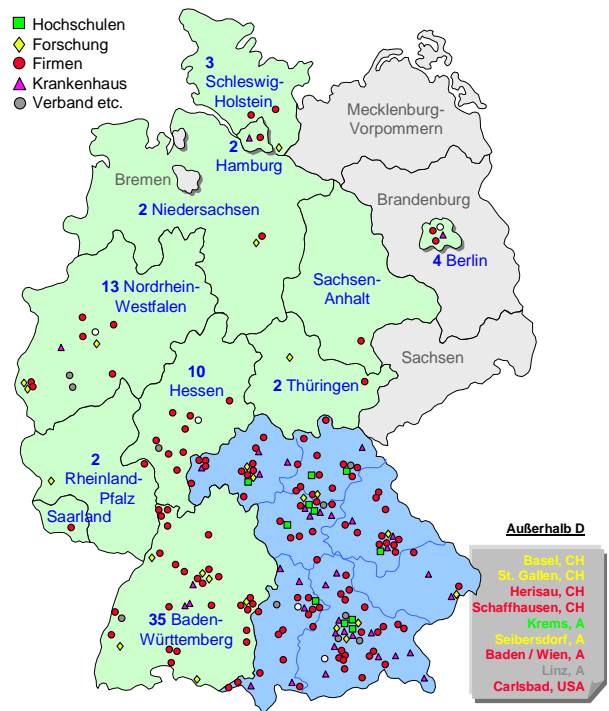 Hochschulen
Forschung
Firmen
Krankenhaus
Verband etc.
3
Schleswig-
Holstein
Mecklenburg-
Vorpommern
2
Hamburg
Bremen
2 Niedersachsen
Brandenburg
4 Berlin
13 Nordrhein-
Westfalen
Sachsen-
Anhalt
10
Hessen
2 Thüringen
Sachsen
2
Rheinland-
Pfalz
Saarland
35 Baden-
Württemberg
Außerhalb D
Basel, CH
St. Gallen, CH
Herisau, CH
Schaffhausen, CH
Krems, A
Seibersdorf, A
Baden / Wien, A
Linz, A
Carlsbad, USA